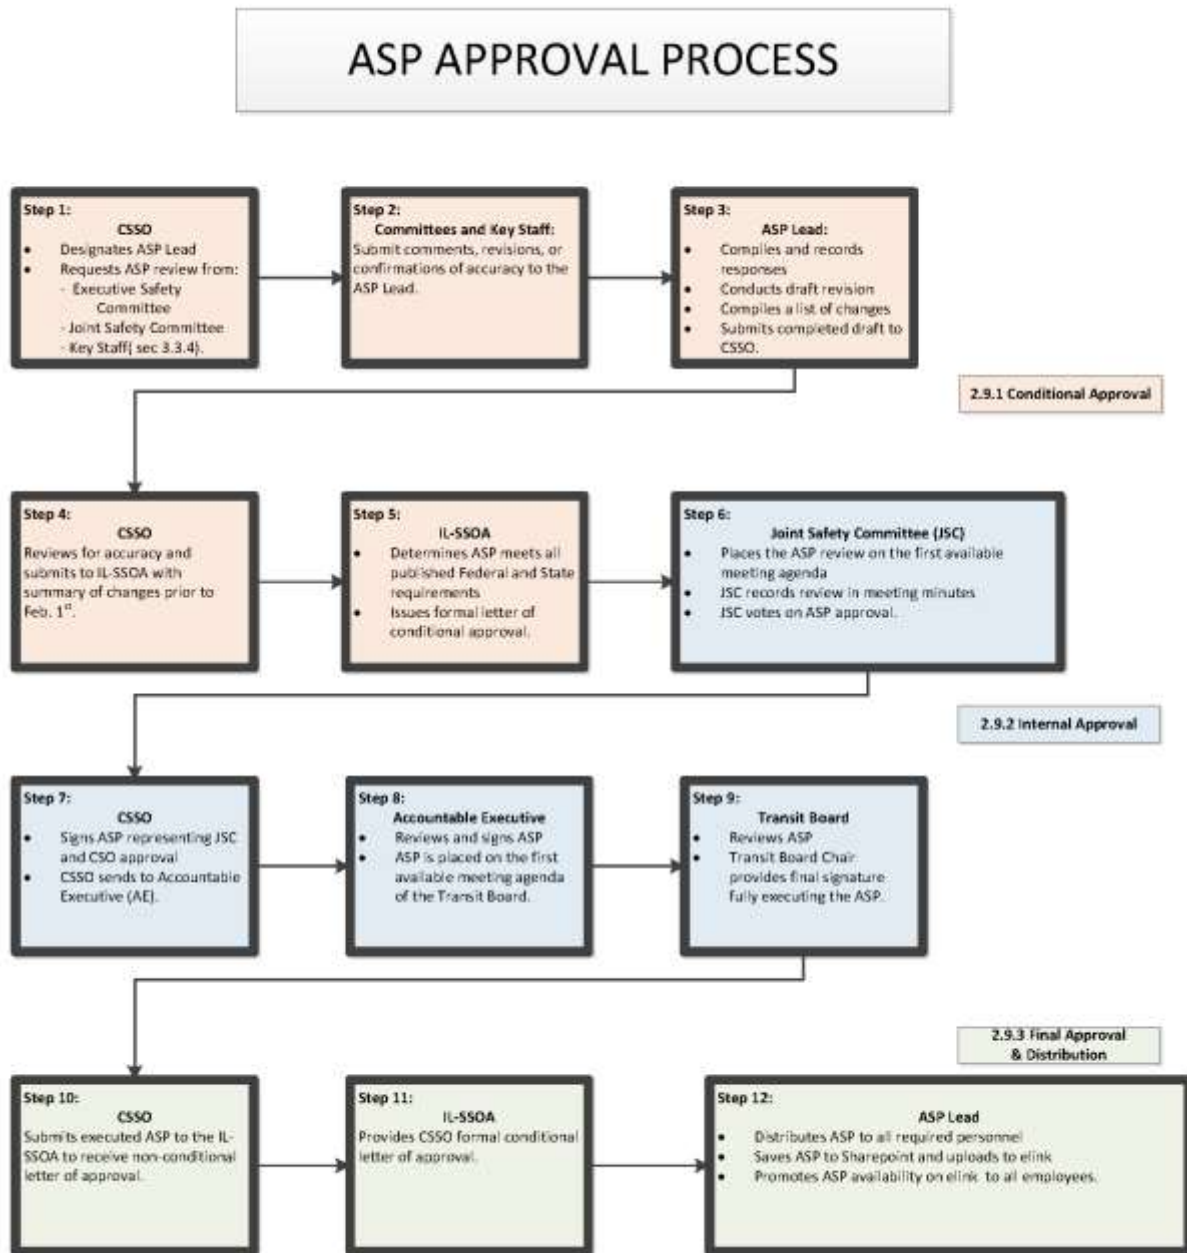 ASP APPROVAL PROCESS
Step 1:
CSSO
• Designates ASP Lead
• Requests ASP review from:
- Executive Safety
Committee
- Joint Safety Committee
- Key Staff( sec 3.3.4).
Step 2:
Committees and Key Staff:
Submit comments, revisions, or
confirmations of accuracy to the
ASP Lead.
Step 3:
ASP Lead:
• Compiles and records
responses
• Conducts draft revision
• Compiles a list of changes
• Submits completed draft to
CSSO.
2.9.1 Conditional Approval
Step 4:
CSSO
Reviews for accuracy and
submits to IL-SSOA with
summary of changes prior to
Feb. 1st.
Step 5:
IL-SSOA
• Determines ASP meets all
published Federal and State
requirements
• Issues formal letter of
conditional approval.
Step 6:
Joint Safety Committee (JSC)
• Places the ASP review on the first available
meeting agenda
• JSC records review in meeting minutes
• JSC votes on ASP approval.
2.9.2 Internal Approval
Step 7:
CSSO
• Signs ASP representing JSC
and CSO approval
• CSSO sends to Accountable
Executive (AE).
Step 8:
Accountable Executive
• Reviews and signs ASP
• ASP is placed on the first
available meeting agenda
of the Transit Board.
Step 9:
Transit Board
• Reviews ASP
• Transit Board Chair
provides final signature
fully executing the ASP.
2.9.3 Final Approval
& Distribution
Step 10:
CSSO
Submits executed ASP to the IL-
SSOA to receive non-conditional
letter of approval.
Step 11:
IL-SSOA
Provides CSSO formal conditional
letter of approval.
Step 12:
ASP Lead
• Distributes ASP to all required personnel
• Saves ASP to Sharepoint and uploads to elink
• Promotes ASP availability on elink to all employees.